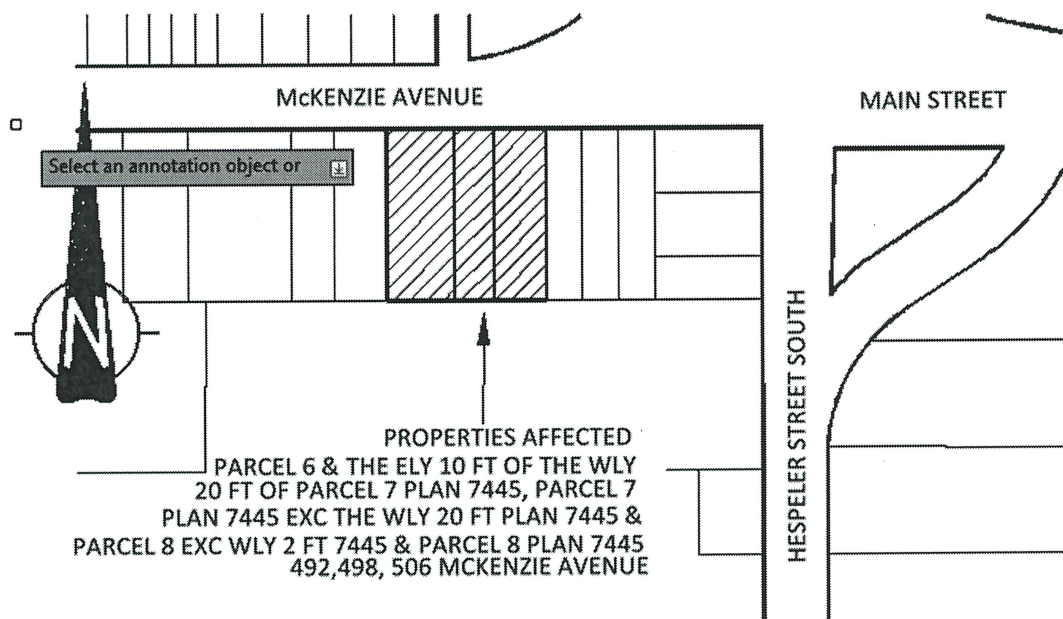 McKENZIE AVENUE
MAIN STREET
Select an annotation object or
N
HESPELER STREET SOUTH
PROPERTIES AFFECTED
PARCEL 6 & THE ELY 10 FT OF THE WLY
20 FT OF PARCEL 7 PLAN 7445, PARCEL 7
PLAN 7445 EXC THE WLY 20 FT PLAN 7445 &
PARCEL 8 EXC WLY 2 FT 7445 & PARCEL 8 PLAN 7445
492,498, 506 MCKENZIE AVENUE